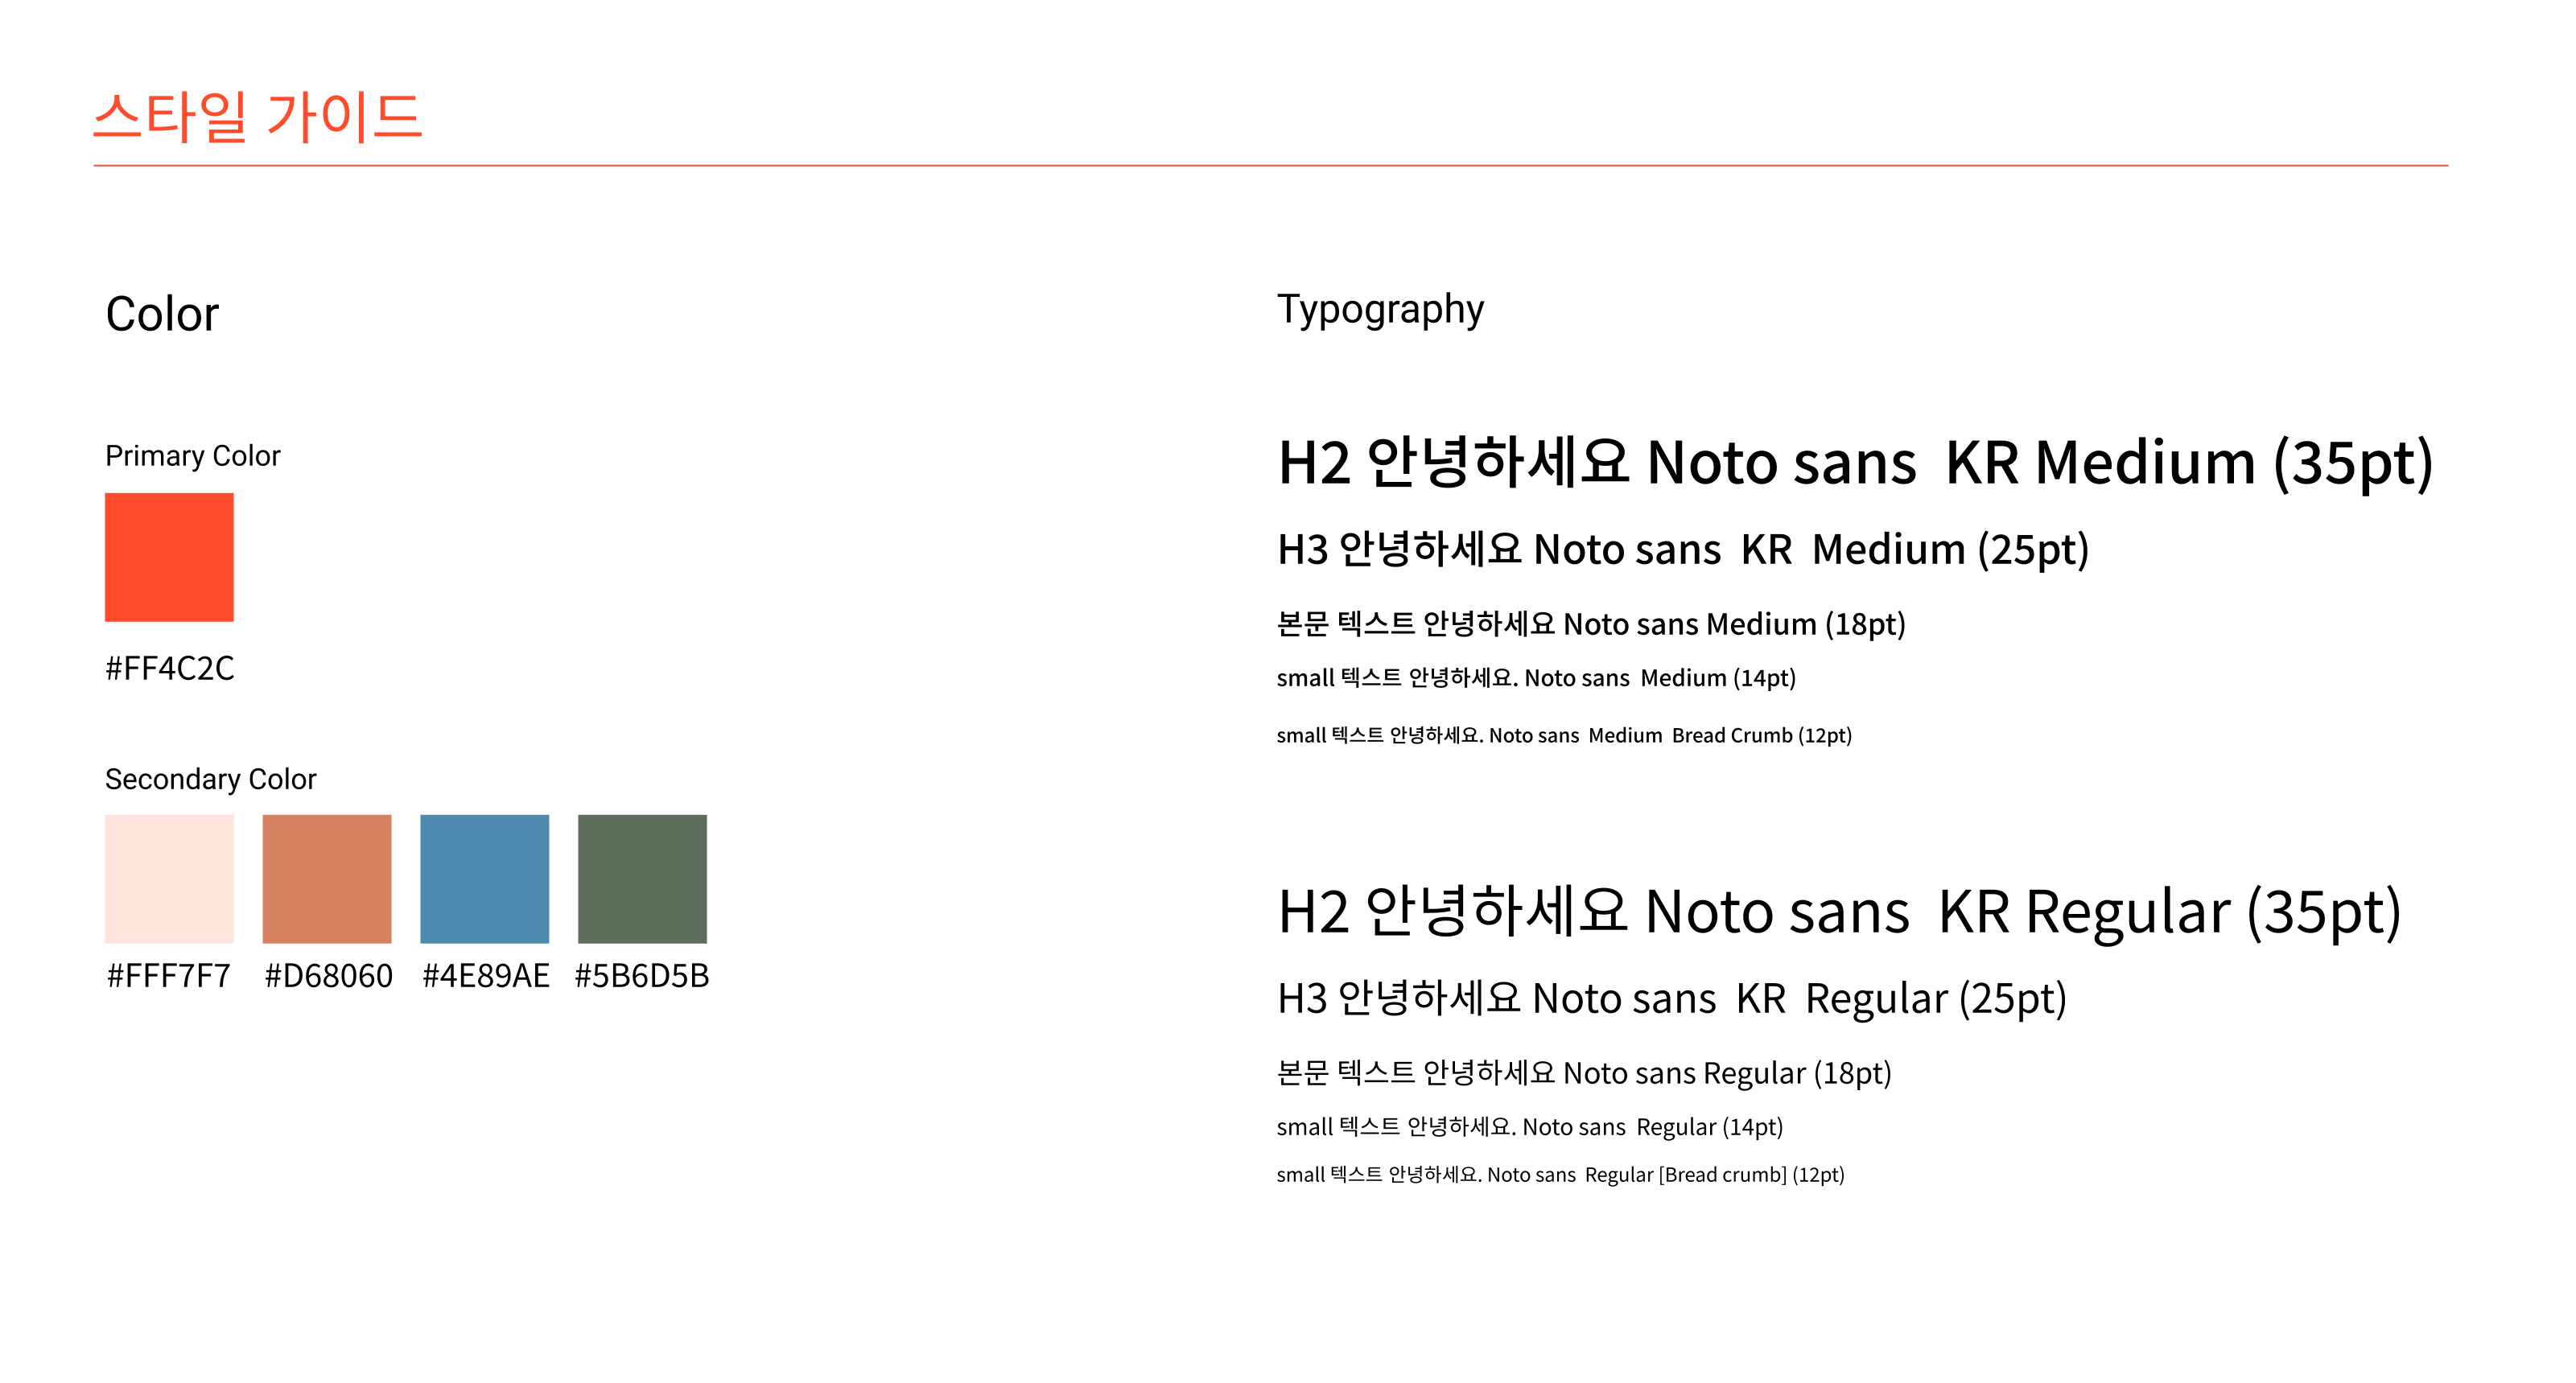 스타일 가이드
Color
Primary Color
#FF4C2C
Secondary Color
#FFF7F7 #D68060 #4E89AE #5B6D5B
Typography
H2 안녕하세요 Noto sans  KR Medium (35pt)
H3 안녕하세요 Noto sans  KR  Medium (25pt)
본문 텍스트 안녕하세요 Noto sans Medium (18pt)
small 텍스트 안녕하세요. Noto sans  Medium (14pt)
small 텍스트 안녕하세요. Noto sans  Medium  Bread Crumb (12pt)
H2 안녕하세요 Noto sans  KR Regular (35pt)
H3 안녕하세요 Noto sans  KR  Regular (25pt)
본문 텍스트 안녕하세요 Noto sans Regular (18pt)
small 텍스트 안녕하세요. Noto sans  Regular (14pt)
small 텍스트 안녕하세요. Noto sans  Regular [Bread crumb] (12pt)